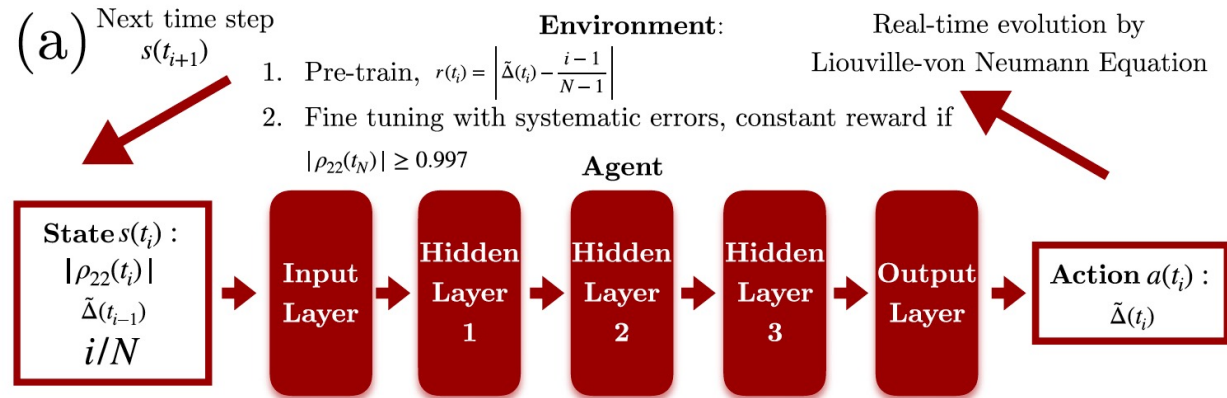 (a)
Next time step
s(t_{i+1})
Environment:
1. Pre-train, r(t_i) = |Δ̃(t_i) − (i − 1)/(N − 1)|
2. Fine tuning with systematic errors, constant reward if
|ρ_{22}(t_N)| ≥ 0.997
Real-time evolution by
Liouville-von Neumann Equation
Agent
State s(t_i) :
|ρ_{22}(t_i)|
Δ̃(t_{i−1})
i/N
Input
Layer
Hidden
Layer
1
Hidden
Layer
2
Hidden
Layer
3
Output
Layer
Action a(t_i) :
Δ̃(t_i)